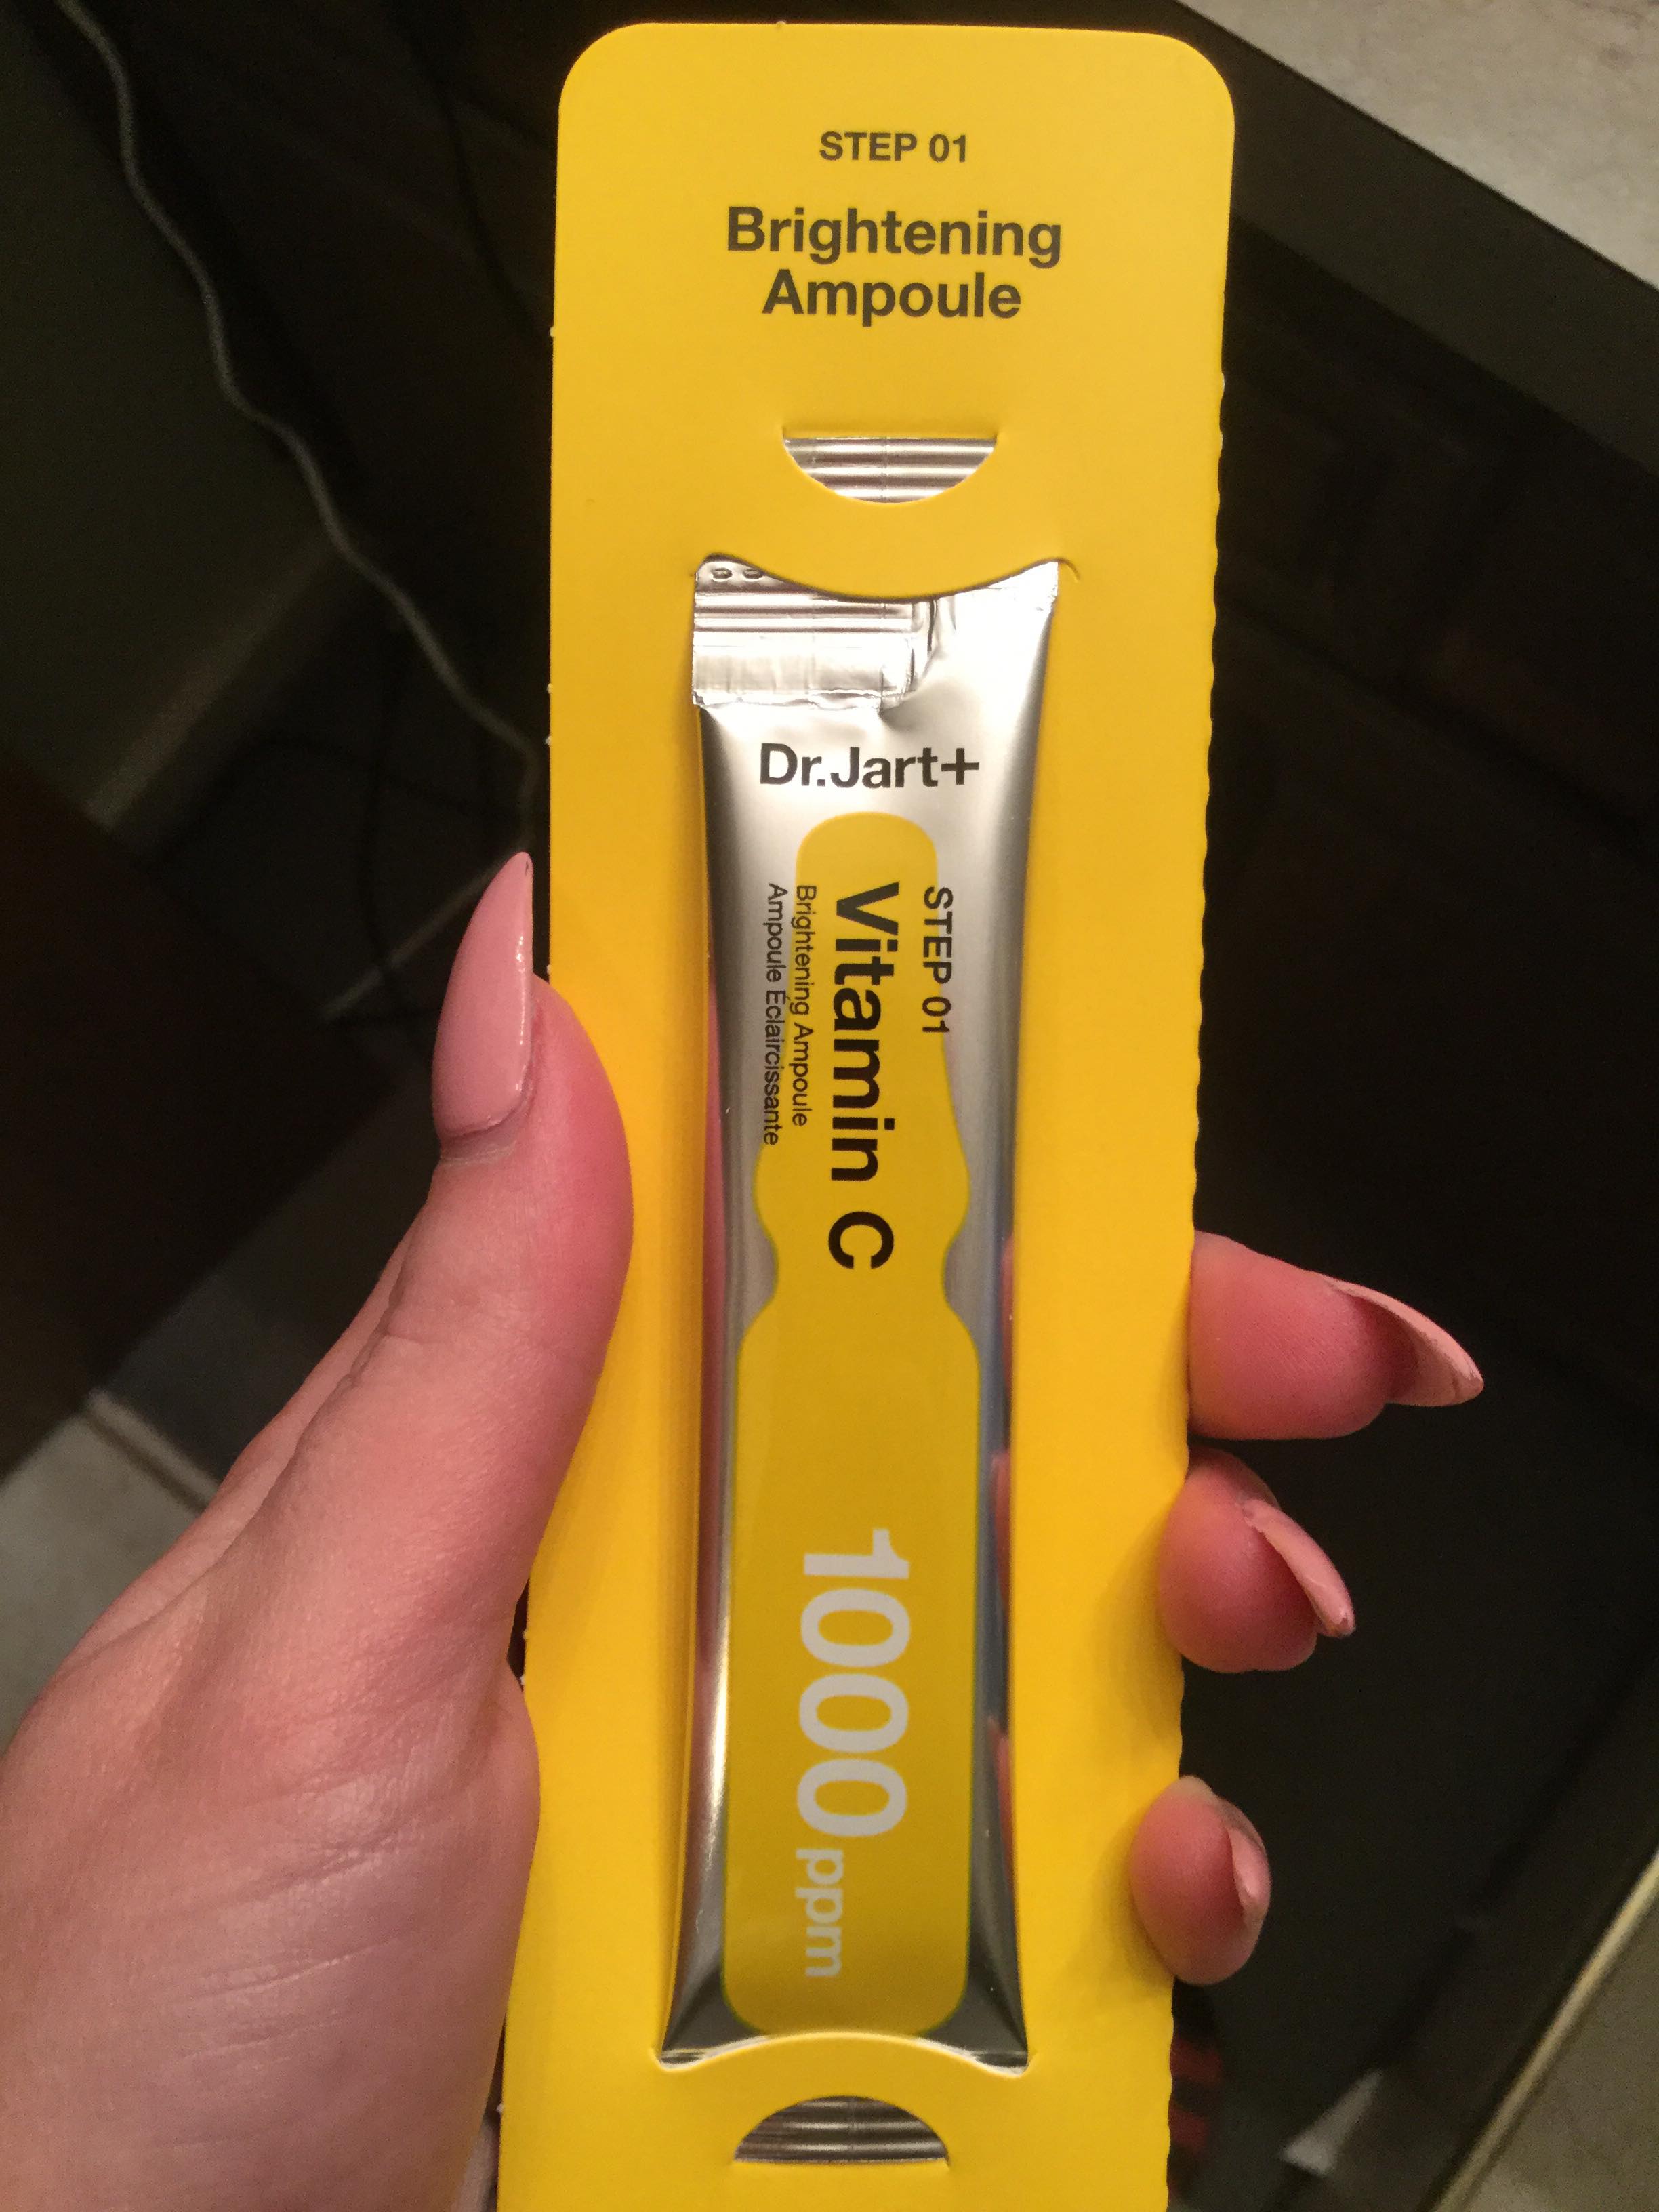 STEP 01
Brightening
Ampoule
Dr.Jart+
STEP 01
Vitamin C
Brightening Ampoule
Ampoule Éclaircissante
1000 ppm